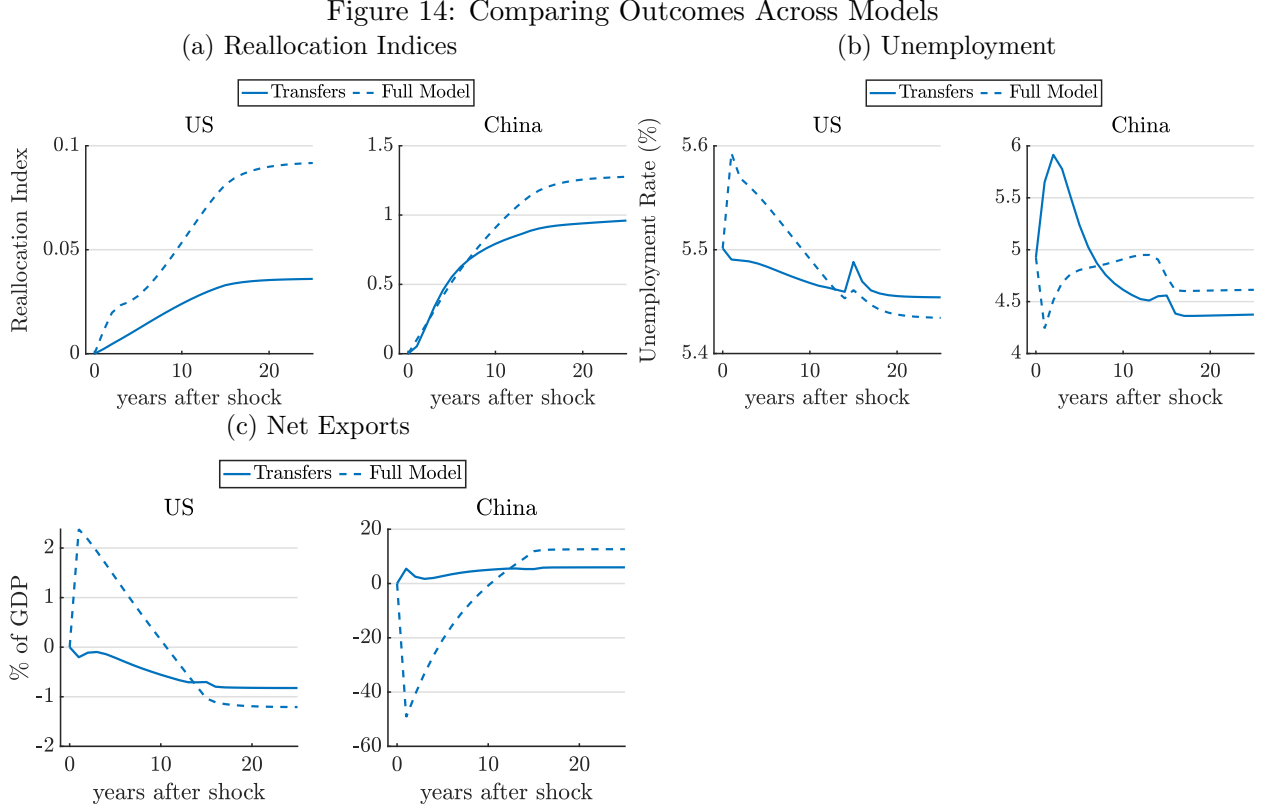 Figure 14: Comparing Outcomes Across Models
(a) Reallocation Indices
Transfers Full Model
US
Reallocation Index
0.1
0.05
0
0 10 20
years after shock
China
1.5
1
0.5
0
0 10 20
years after shock
(b) Unemployment
Transfers Full Model
US
Unemployment Rate (%)
5.6
5.5
5.4
0 10 20
years after shock
China
6
5.5
5
4.5
4
0 10 20
years after shock
(c) Net Exports
Transfers Full Model
US
% of GDP
2
1
0
-1
-2
0 10 20
years after shock
China
20
0
-20
-40
-60
0 10 20
years after shock